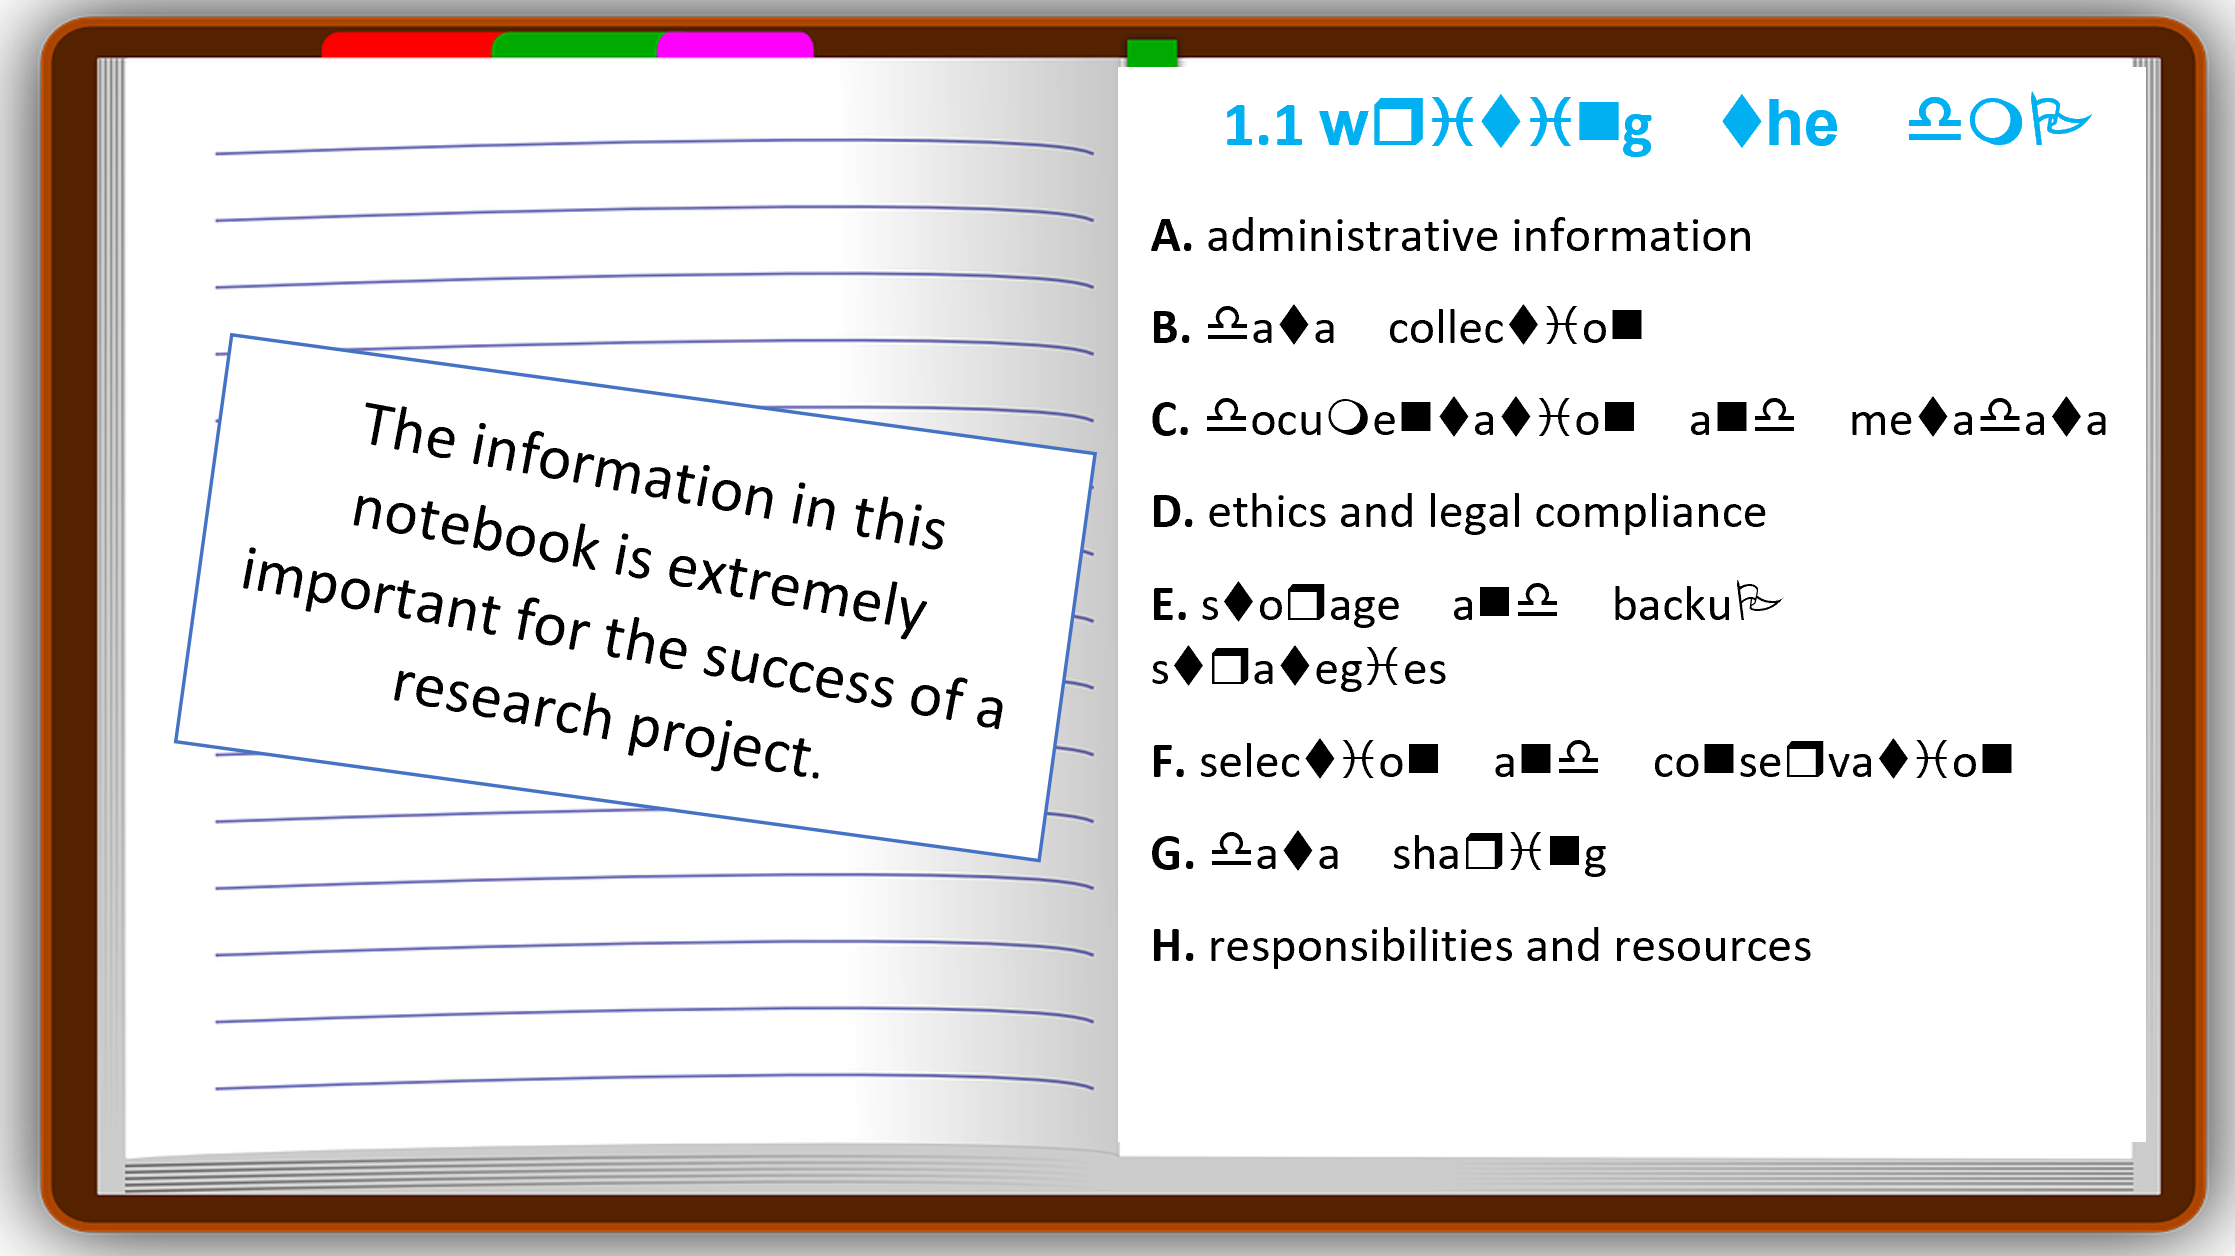 The information in this
notebook is extremely
important for the success of a
research project.
1.1 w❒♓⧫♓■g ⧫he ♎❍🏱
A. administrative information
B. ♎a⧫a collec⧫♓o■
C. ♎ocu❍e■⧫a⧫♓o■ a■♎ me⧫a♎a⧫a
D. ethics and legal compliance
E. s⧫o❒age a■♎ backu🏱
s⧫❒a⧫eg♓es
F. selec⧫♓o■ a■♎ co■se❒va⧫♓o■
G. ♎a⧫a sha❒♓■g
H. responsibilities and resources